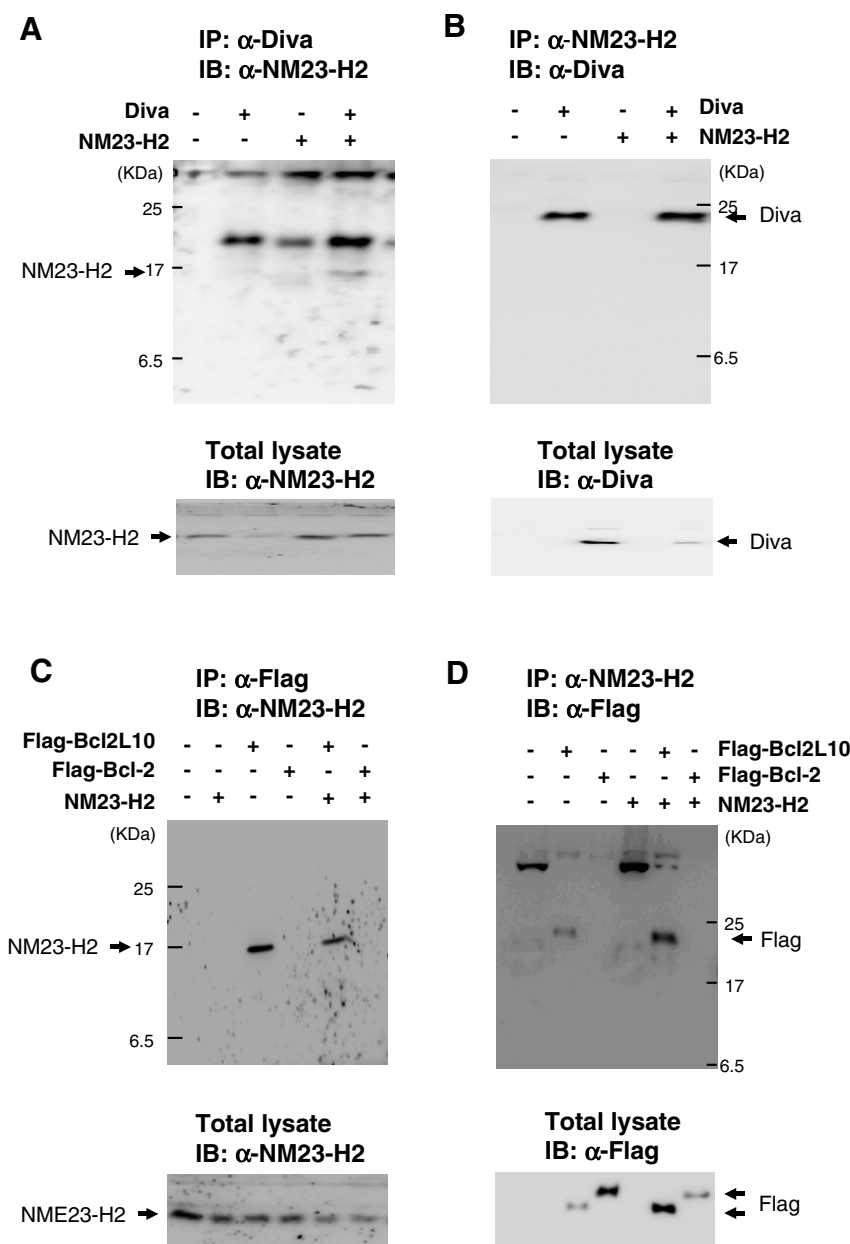 A
IP: α-Diva
IB: α-NM23-H2
Diva - + - +
NM23-H2 - - + +
(KDa)
25
NM23-H2 17
6.5
Total lysate
IB: α-NM23-H2
NM23-H2
B
IP: α-NM23-H2
IB: α-Diva
- + - + Diva
- - + + NM23-H2
(KDa)
25
Diva
17
6.5
Total lysate
IB: α-Diva
Diva
C
IP: α-Flag
IB: α-NM23-H2
Flag-Bcl2L10 - - + - + -
Flag-Bcl-2 - - - + - +
NM23-H2 - + - - + +
(KDa)
25
NM23-H2 17
6.5
Total lysate
IB: α-NM23-H2
NME23-H2
D
IP: α-NM23-H2
IB: α-Flag
- + - - + - Flag-Bcl2L10
- - + - - + Flag-Bcl-2
- - - + + + NM23-H2
(KDa)
25
Flag
17
6.5
Total lysate
IB: α-Flag
Flag